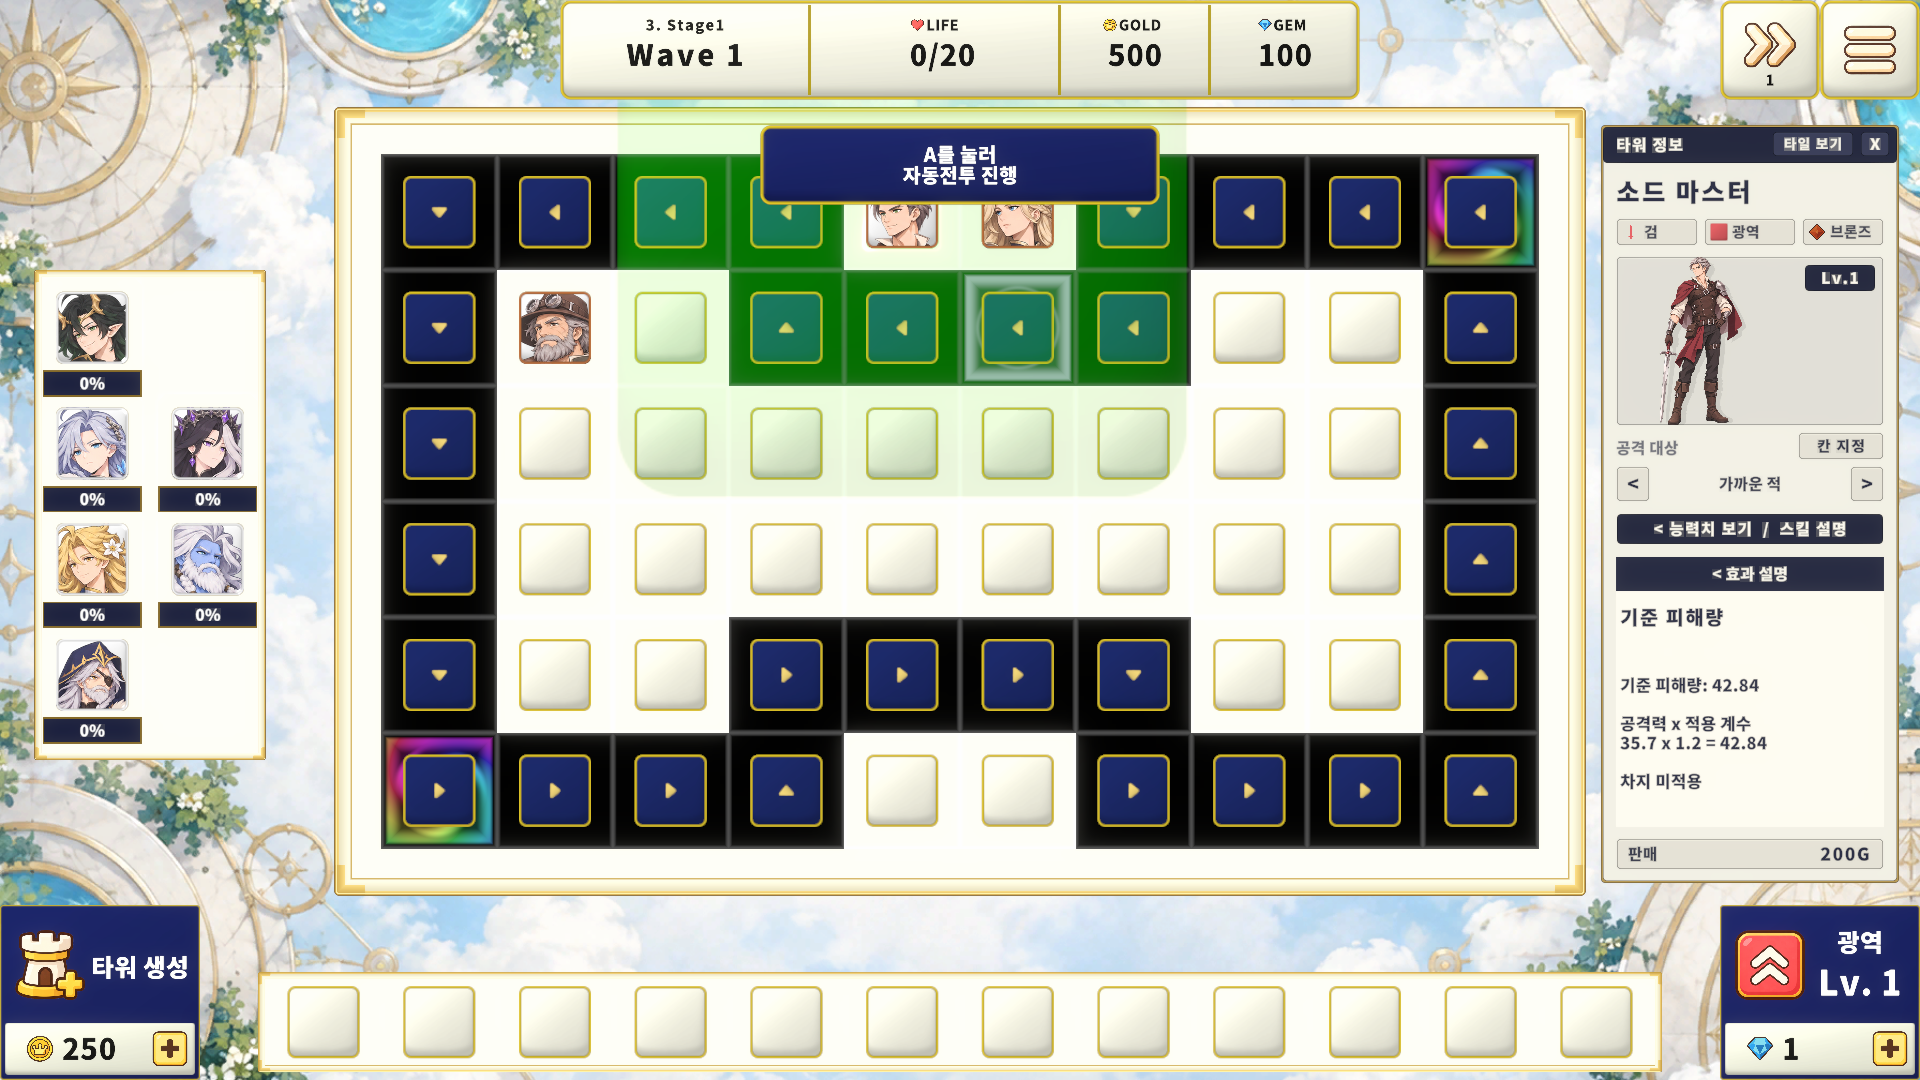 3. Stage1
Wave 1
LIFE
0/20
GOLD
500
GEM
100
1
A를 눌러
자동전투 진행
0%
0%
0%
0%
0%
0%
타워 정보
타일 보기
X
소드 마스터
검
광역
브론즈
Lv.1
공격 대상
칸 지정
<
가까운 적
>
< 능력치 보기 / 스킬 설명
< 효과 설명
기준 피해량
기준 피해량: 42.84
공격력 x 적용 계수
35.7 x 1.2 = 42.84
차지 미적용
판매
200G
타워 생성
250
광역
Lv. 1
1